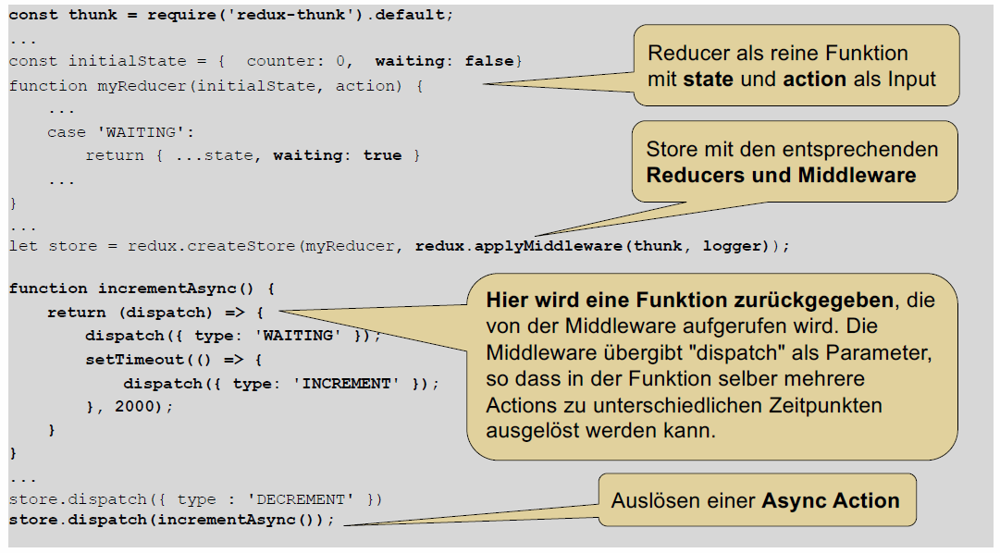 const thunk = require('redux-thunk').default;
...
const initialState = {  counter: 0,  waiting: false}
function myReducer(initialState, action) {
    ...
    case 'WAITING':
        return { ...state, waiting: true }
    ...
}
...
let store = redux.createStore(myReducer, redux.applyMiddleware(thunk, logger));
function incrementAsync() {
    return (dispatch) => {
        dispatch({ type: 'WAITING' });
        setTimeout(() => {
            dispatch({ type: 'INCREMENT' });
        }, 2000);
    }
}
...
store.dispatch({ type : 'DECREMENT' })
store.dispatch(incrementAsync());
Reducer als reine Funktion
mit state und action als Input
Store mit den entsprechenden
Reducers und Middleware
Hier wird eine Funktion zurückgegeben, die
von der Middleware aufgerufen wird. Die
Middleware übergibt "dispatch" als Parameter,
so dass in der Funktion selber mehrere
Actions zu unterschiedlichen Zeitpunkten
ausgelöst werden kann.
Auslösen einer Async Action